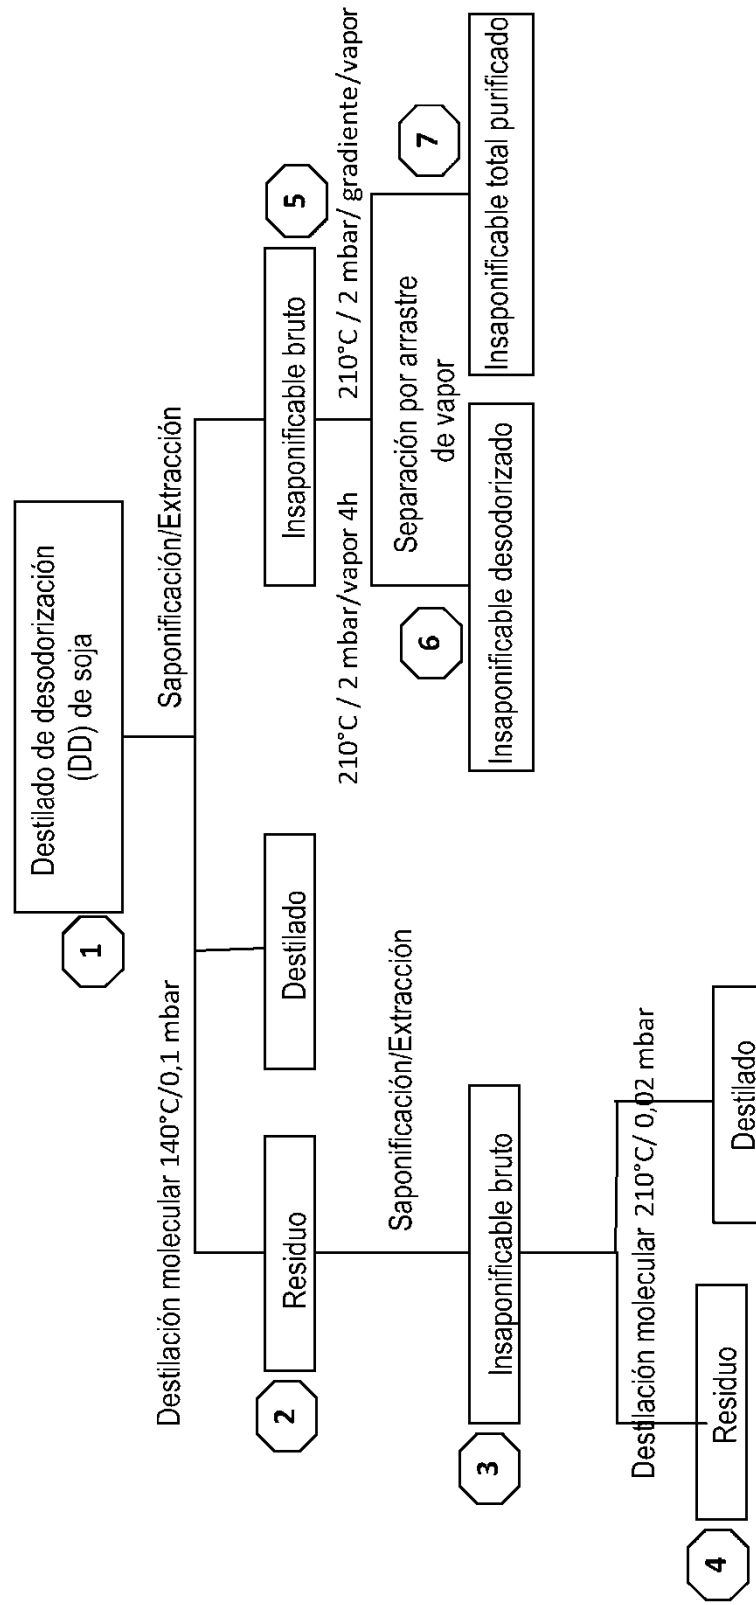 Destilado de desodorización
(DD) de soja
1
Destilación molecular 140°C/0,1 mbar
Saponificación/Extracción
2
Residuo
Destilado
Insaponificable bruto
5
Saponificación/Extracción
210°C / 2 mbar/vapor 4h
210°C / 2 mbar/ gradiente/vapor
Separación por arrastre
de vapor
3
Insaponificable bruto
6
Insaponificable desodorizado
7
Insaponificable total purificado
Destilación molecular 210°C/ 0,02 mbar
4
Residuo
Destilado